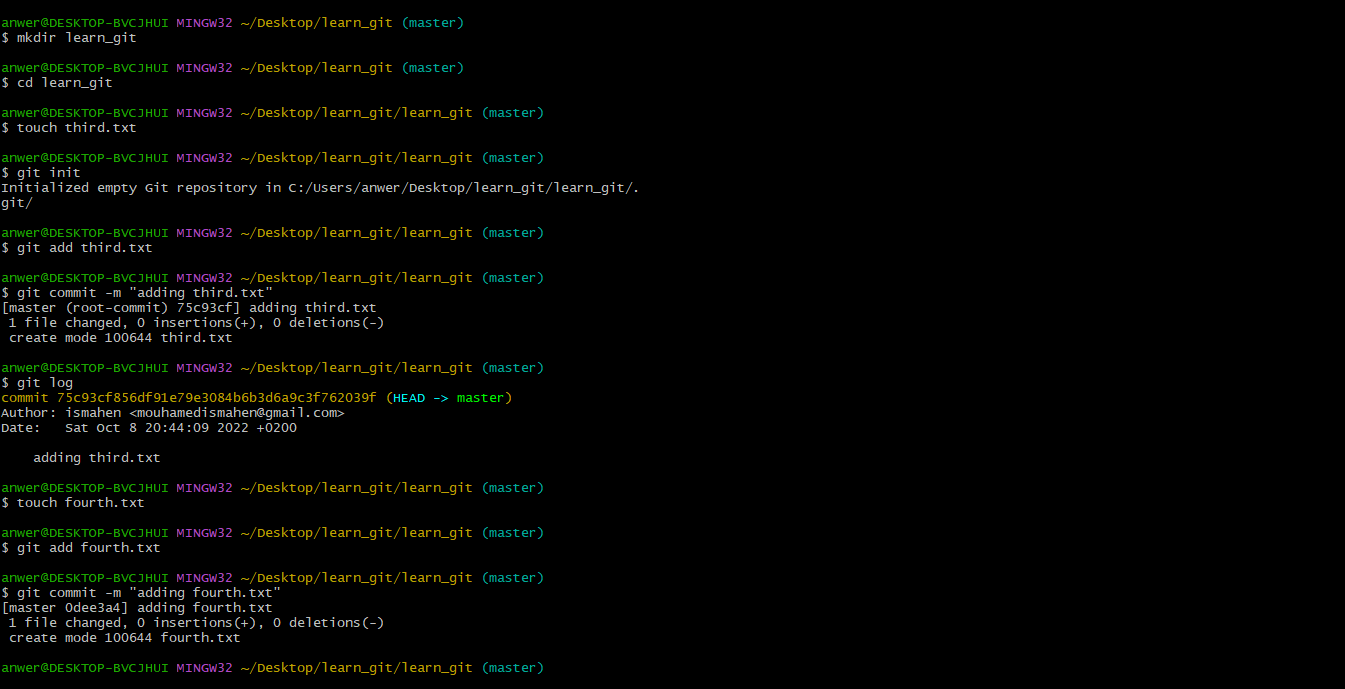 anwer@DESKTOP-BVCJHUI MINGW32 ~/Desktop/learn_git (master)
$ mkdir learn_git
anwer@DESKTOP-BVCJHUI MINGW32 ~/Desktop/learn_git (master)
$ cd learn_git
anwer@DESKTOP-BVCJHUI MINGW32 ~/Desktop/learn_git/learn_git (master)
$ touch third.txt
anwer@DESKTOP-BVCJHUI MINGW32 ~/Desktop/learn_git/learn_git (master)
$ git init
Initialized empty Git repository in C:/Users/anwer/Desktop/learn_git/learn_git/.
git/
anwer@DESKTOP-BVCJHUI MINGW32 ~/Desktop/learn_git/learn_git (master)
$ git add third.txt
anwer@DESKTOP-BVCJHUI MINGW32 ~/Desktop/learn_git/learn_git (master)
$ git commit -m "adding third.txt"
[master (root-commit) 75c93cf] adding third.txt
 1 file changed, 0 insertions(+), 0 deletions(-)
 create mode 100644 third.txt
anwer@DESKTOP-BVCJHUI MINGW32 ~/Desktop/learn_git/learn_git (master)
$ git log
commit 75c93cf856df91e79e3084b6b3d6a9c3f762039f (HEAD -> master)
Author: ismahen <mouhamedismahen@gmail.com>
Date:   Sat Oct 8 20:44:09 2022 +0200
    adding third.txt
anwer@DESKTOP-BVCJHUI MINGW32 ~/Desktop/learn_git/learn_git (master)
$ touch fourth.txt
anwer@DESKTOP-BVCJHUI MINGW32 ~/Desktop/learn_git/learn_git (master)
$ git add fourth.txt
anwer@DESKTOP-BVCJHUI MINGW32 ~/Desktop/learn_git/learn_git (master)
$ git commit -m "adding fourth.txt"
[master 0dee3a4] adding fourth.txt
 1 file changed, 0 insertions(+), 0 deletions(-)
 create mode 100644 fourth.txt
anwer@DESKTOP-BVCJHUI MINGW32 ~/Desktop/learn_git/learn_git (master)